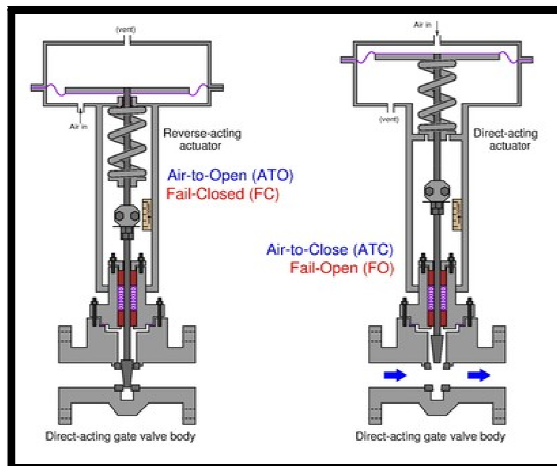 (vent)
Air in
Reverse-acting
actuator
Air-to-Open (ATO)
Fail-Closed (FC)
Direct-acting gate valve body
Air in
(vent)
Direct-acting
actuator
Air-to-Close (ATC)
Fail-Open (FO)
Direct-acting gate valve body